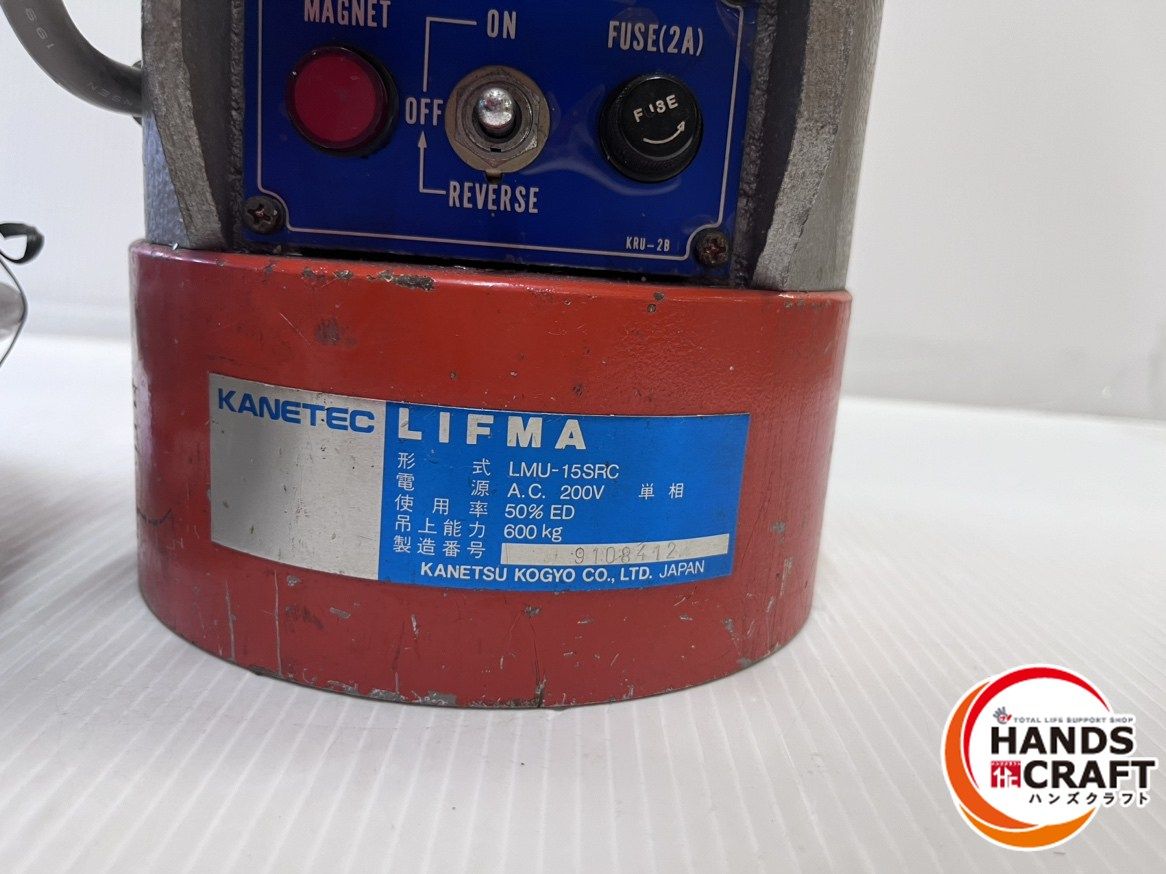 MAGNET
ON
FUSE(2A)
OFF
FUSE
REVERSE
KRU-2B
KANETEC
LIFMA
形式 LMU-15SRC
電源 A.C. 200V 単相
使用率 50% ED
吊上能力 600kg
製造番号 9108412
KANETSU KOGYO CO., LTD. JAPAN
TOTAL LIFE SUPPORT SHOP
HANDS
CRAFT
ハンズクラフト